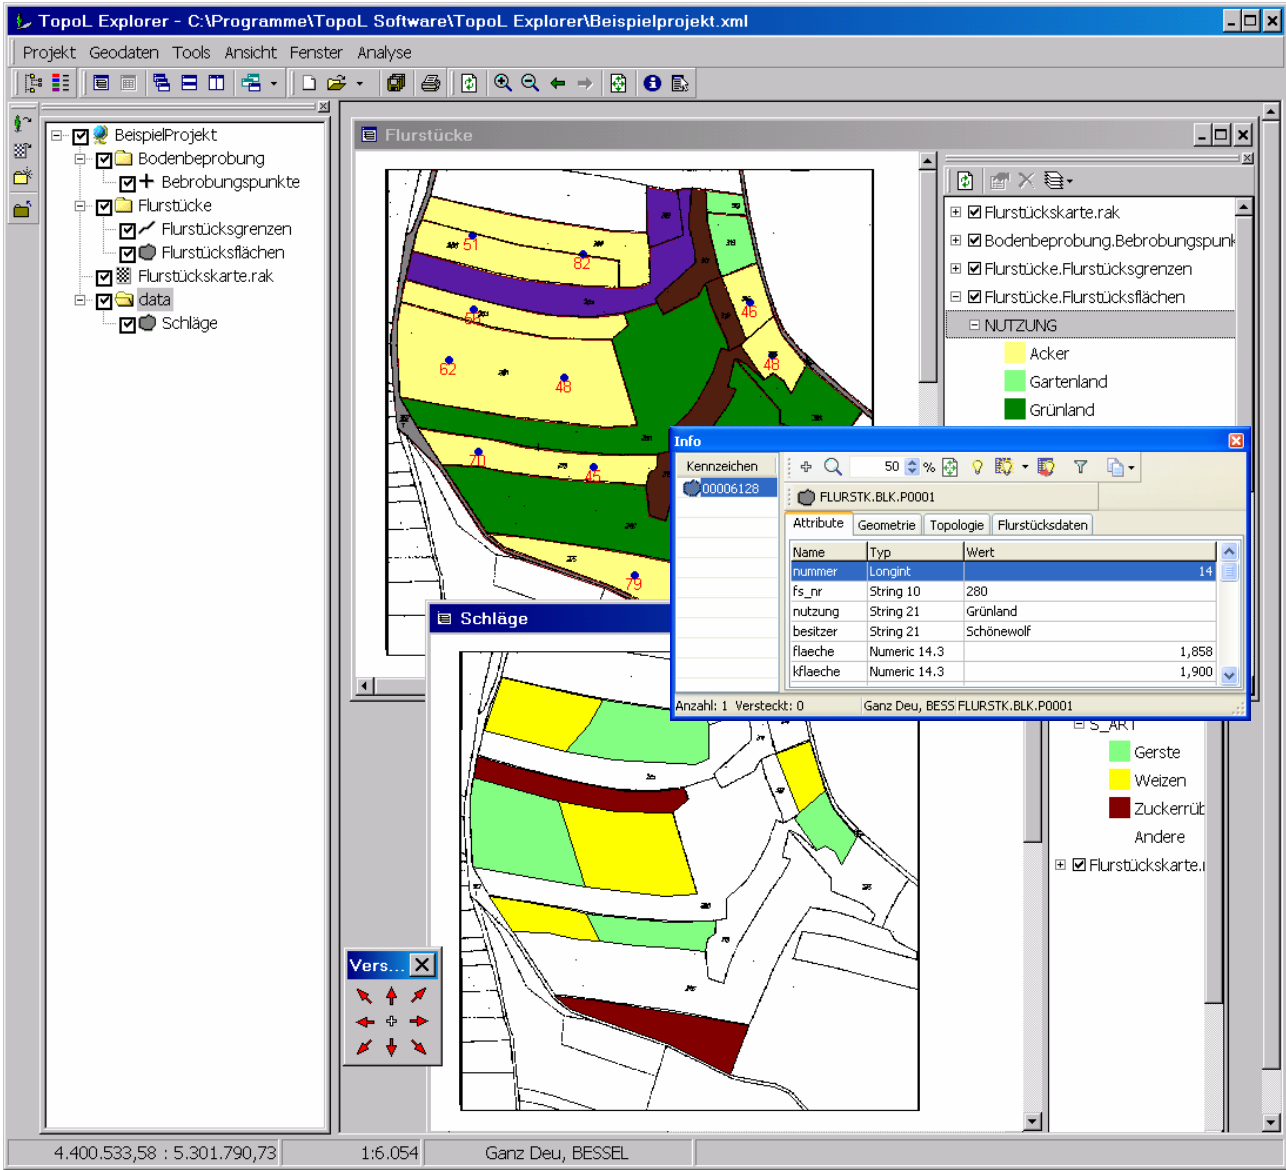 TopoL Explorer - C:\Programme\TopoL Software\TopoL Explorer\Beispielprojekt.xml
Projekt Geodaten Tools Ansicht Fenster Analyse
BeispielProjekt
Bodenbeprobung
Bebrobungspunkte
Flurstücke
Flurstücksgrenzen
Flurstücksflächen
Flurstückskarte.rak
data
Schläge
Flurstücke
51
82
46
62
48
48
70
45
79
Flurstückskarte.rak
Bodenbeprobung.Bebrobungspunk
Flurstücke.Flurstücksgrenzen
Flurstücke.Flurstücksflächen
NUTZUNG
Acker
Gartenland
Grünland
Info
Kennzeichen
00006128
50 %
FLURSTK.BLK.P0001
Attribute Geometrie Topologie Flurstücksdaten
Name Typ Wert
nummer Longint 14
fs_nr String 10 280
nutzung String 21 Grünland
besitzer String 21 Schönewolf
flaeche Numeric 14.3 1,858
kflaeche Numeric 14.3 1,900
Anzahl: 1 Versteckt: 0 Ganz Deu, BESS FLURSTK.BLK.P0001
Schläge
S_ART
Gerste
Weizen
Zuckerrüb
Andere
Flurstückskarte.r
Vers...
4.400.533,58 : 5.301.790,73 1:6.054 Ganz Deu, BESSEL